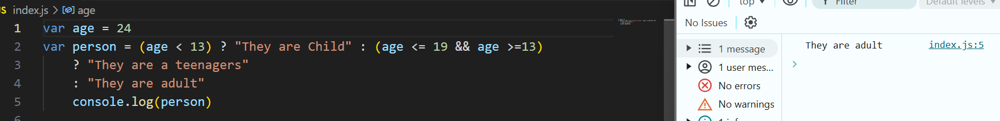 JS index.js > age
1 var age = 24
2 var person = (age < 13) ? "They are Child" : (age <= 19 && age >=13)
3 ? "They are a teenagers"
4 : "They are adult"
5 console.log(person)
6
top Filter Default levels
No Issues
1 message
1 user mes...
No errors
No warnings
They are adult index.js:5